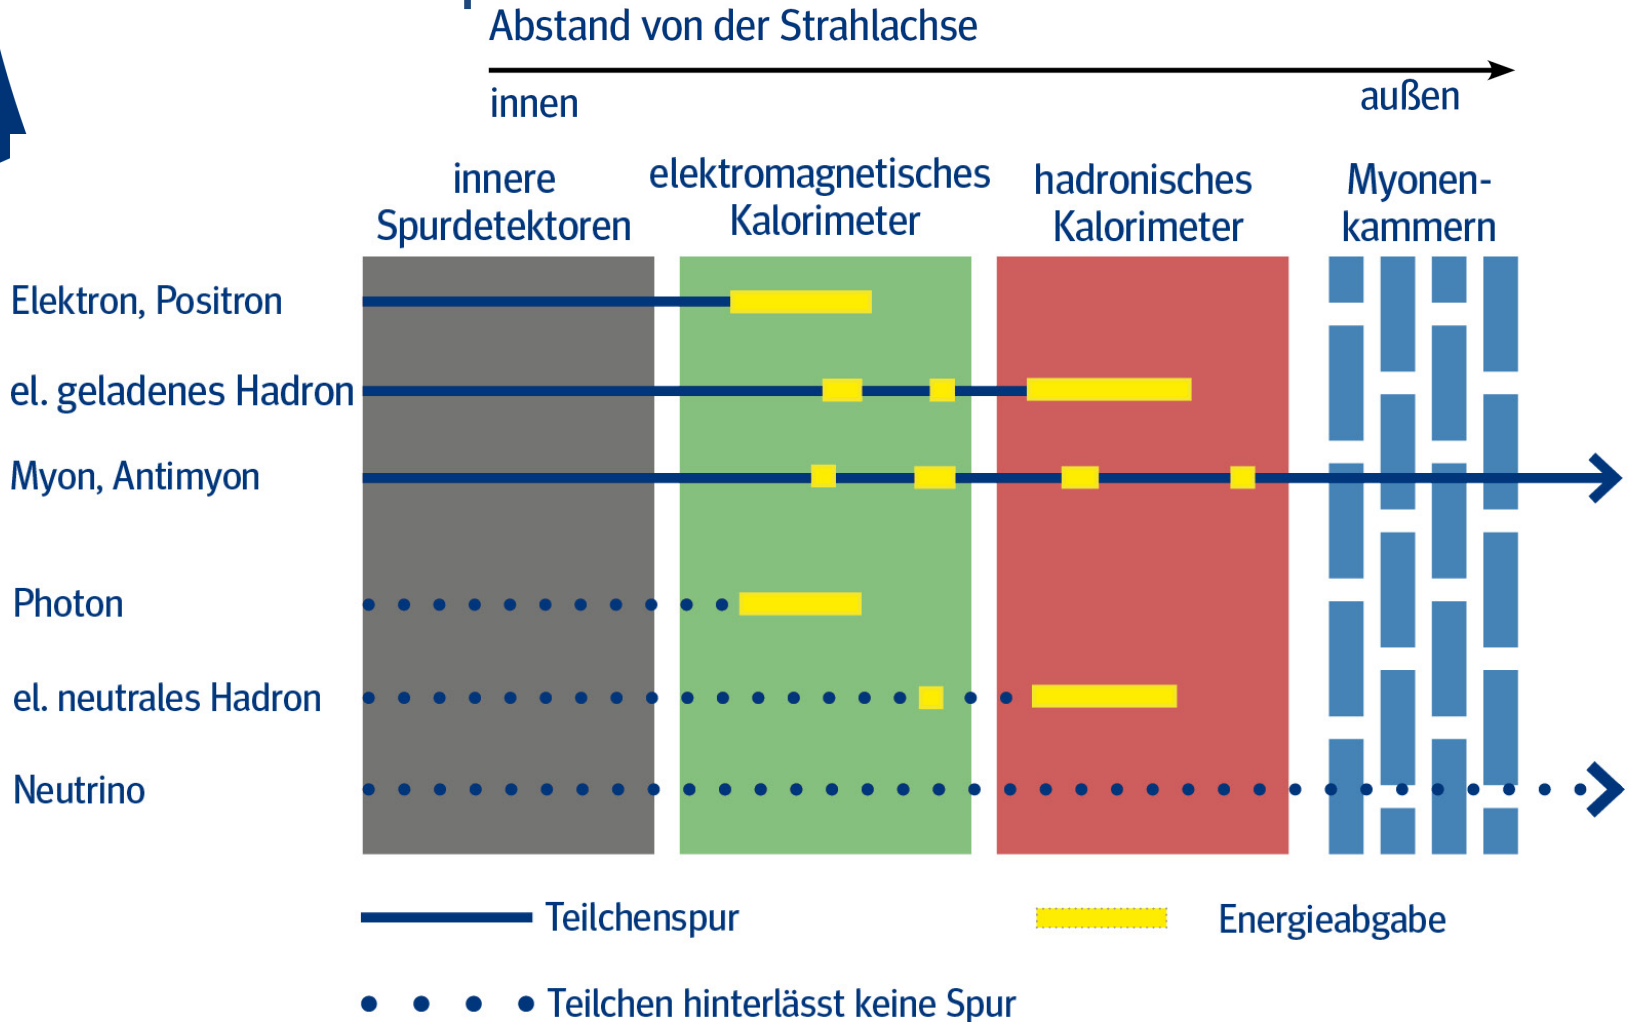 Abstand von der Strahlachse
innen
außen
innere
Spurdetektoren
elektromagnetisches
Kalorimeter
hadronisches
Kalorimeter
Myonen-
kammern
Elektron, Positron
el. geladenes Hadron
Myon, Antimyon
Photon
el. neutrales Hadron
Neutrino
Teilchenspur
Energieabgabe
Teilchen hinterlässt keine Spur